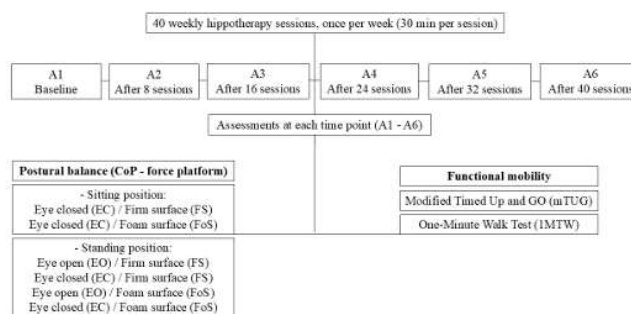 40 weekly hippotherapy sessions, once per week (30 min per session)
A1
Baseline
A2
After 8 sessions
A3
After 16 sessions
A4
After 24 sessions
A5
After 32 sessions
A6
After 40 sessions
Assessments at each time point (A1 - A6)
Postural balance (CoP - force platform)
- Sitting position:
Eye closed (EC) / Firm surface (FS)
Eye closed (EC) / Foam surface (FoS)
- Standing position:
Eye open (EO) / Firm surface (FS)
Eye closed (EC) / Firm surface (FS)
Eye open (EO) / Foam surface (FoS)
Eye closed (EC) / Foam surface (FoS)
Functional mobility
Modified Timed Up and GO (mTUG)
One-Minute Walk Test (1MTW)